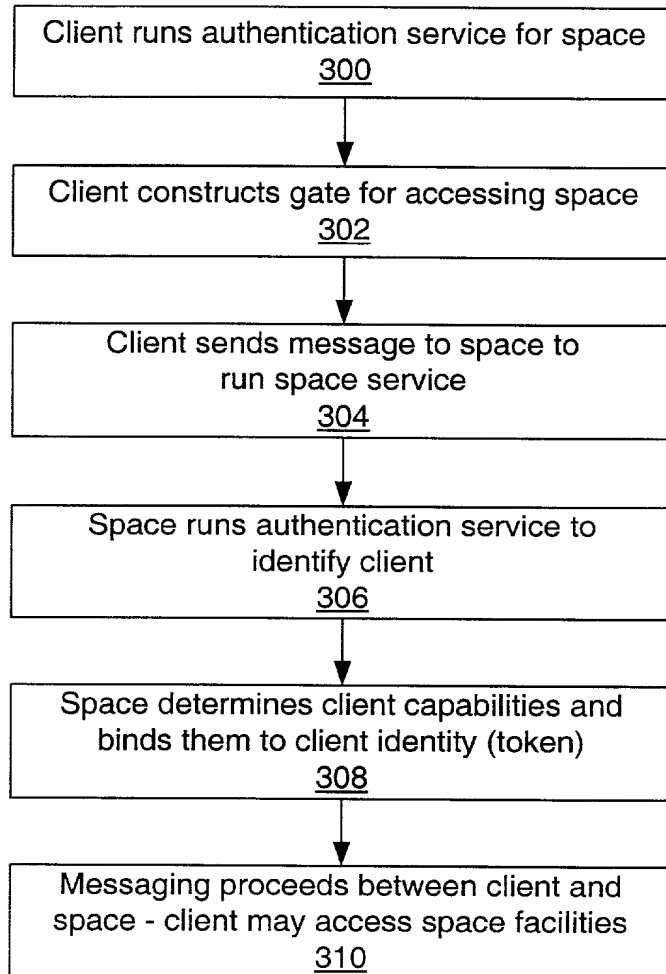 Client runs authentication service for space
300
Client constructs gate for accessing space
302
Client sends message to space to
run space service
304
Space runs authentication service to
identify client
306
Space determines client capabilities and
binds them to client identity (token)
308
Messaging proceeds between client and
space - client may access space facilities
310